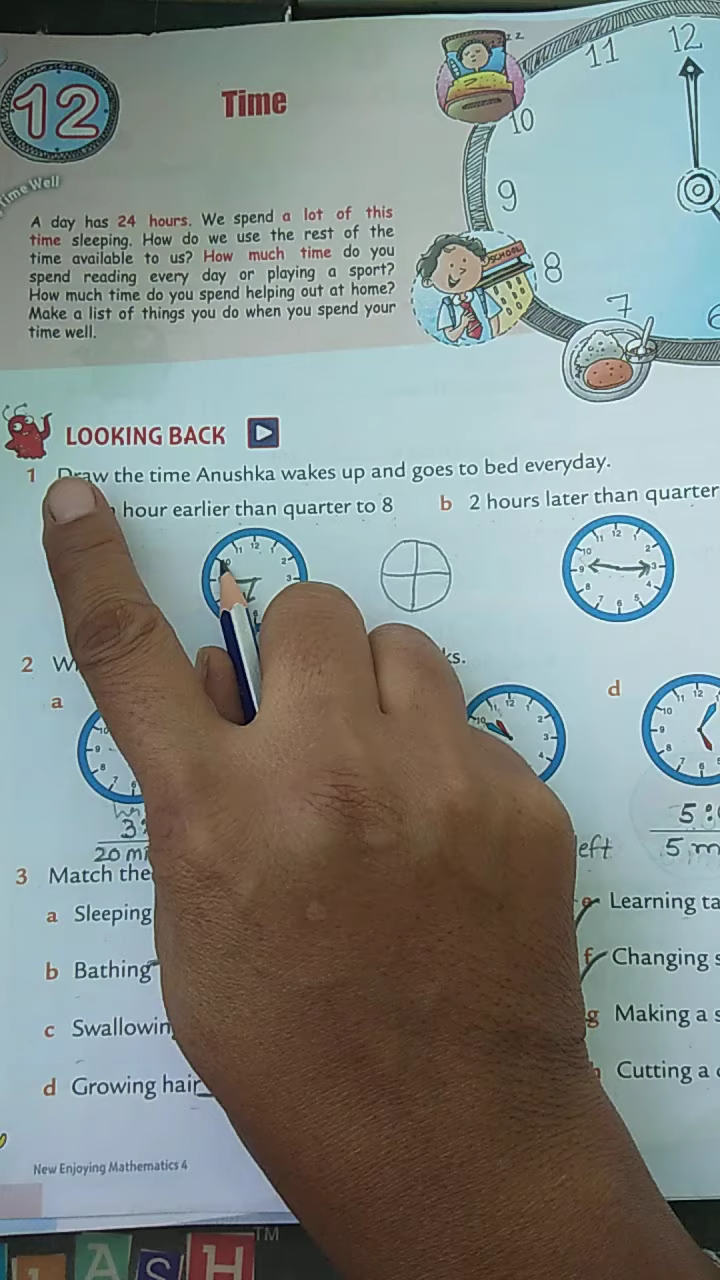 12
Time
Time Well
A day has 24 hours. We spend a lot of this
time sleeping. How do we use the rest of the
time available to us? How much time do you
spend reading every day or playing a sport?
How much time do you spend helping out at home?
Make a list of things you do when you spend your
time well.
SCHOOL
12
11
10
9
8
7
LOOKING BACK
1 Draw the time Anushka wakes up and goes to bed everyday.
hour earlier than quarter to 8
b 2 hours later than quarter
2
a
d
20
5
3 Match the
a Sleeping
b Bathing
c Swallowin
d Growing hair
left
Learning ta
f Changing s
g Making a s
Cutting a
New Enjoying Mathematics 4
ASH
TM